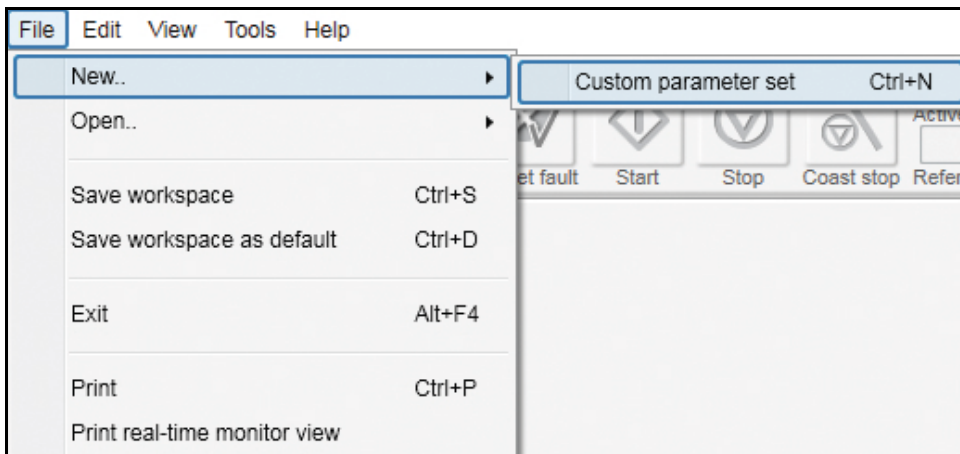 File Edit View Tools Help
New..
Custom parameter set Ctrl+N
Open..
Start Stop Coast stop
fault
Save workspace Ctrl+S
Save workspace as default Ctrl+D
Exit Alt+F4
Print Ctrl+P
Print real-time monitor view